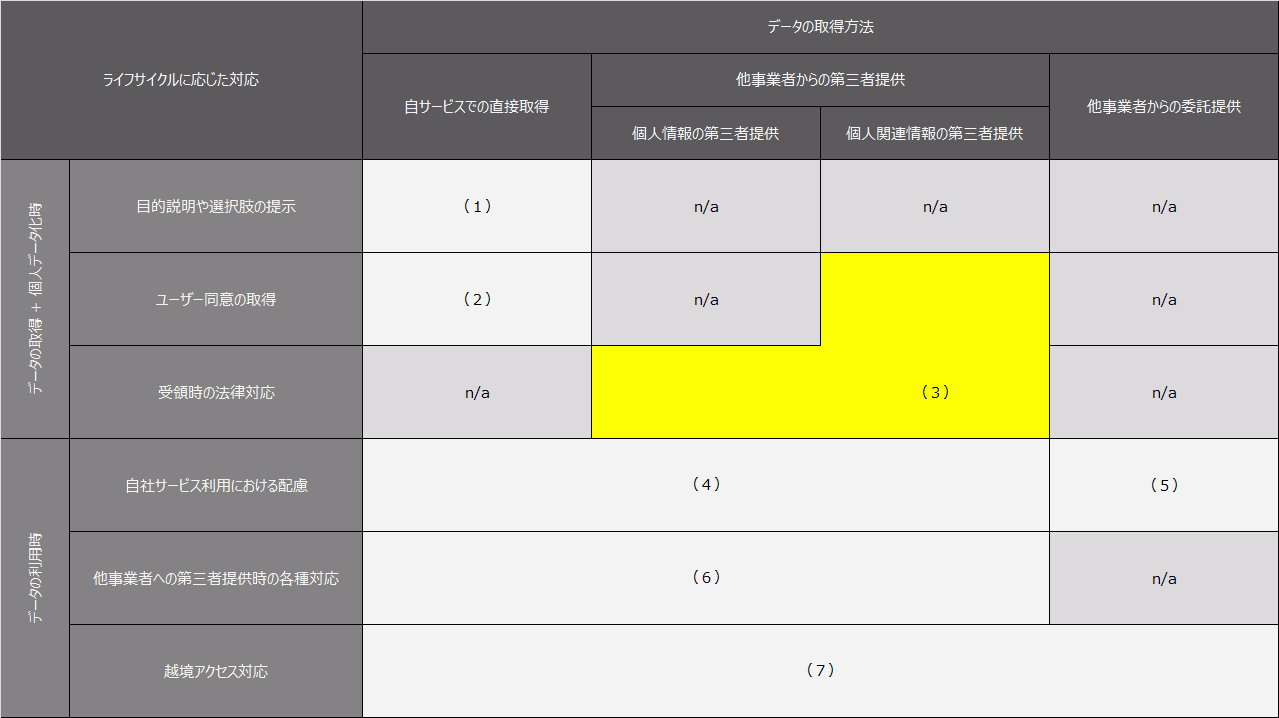 データの取得方法
ライフサイクルに応じた対応
他事業者からの第三者提供
自サービスでの直接取得
他事業者からの委託提供
個人情報の第三者提供
個人関連情報の第三者提供
データの取得 + 個人データ化時
目的説明や選択肢の提示
（1）
n/a
n/a
n/a
ユーザー同意の取得
（2）
n/a
n/a
受領時の法律対応
n/a
（3）
n/a
データの利用時
自社サービス利用における配慮
（4）
（5）
他事業者への第三者提供時の各種対応
（6）
n/a
越境アクセス対応
（7）